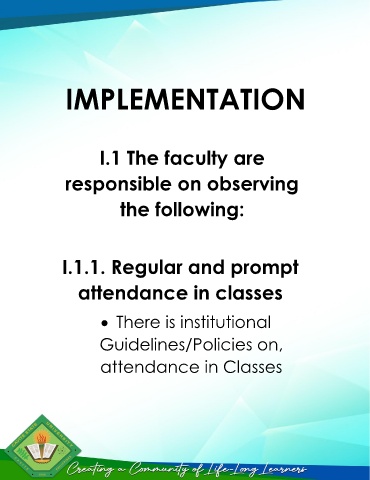 IMPLEMENTATION
I.1 The faculty are
responsible on observing
the following:
I.1.1. Regular and prompt
attendance in classes
• There is institutional
Guidelines/Policies on,
attendance in Classes
Creating a Community of Life-Long Learners